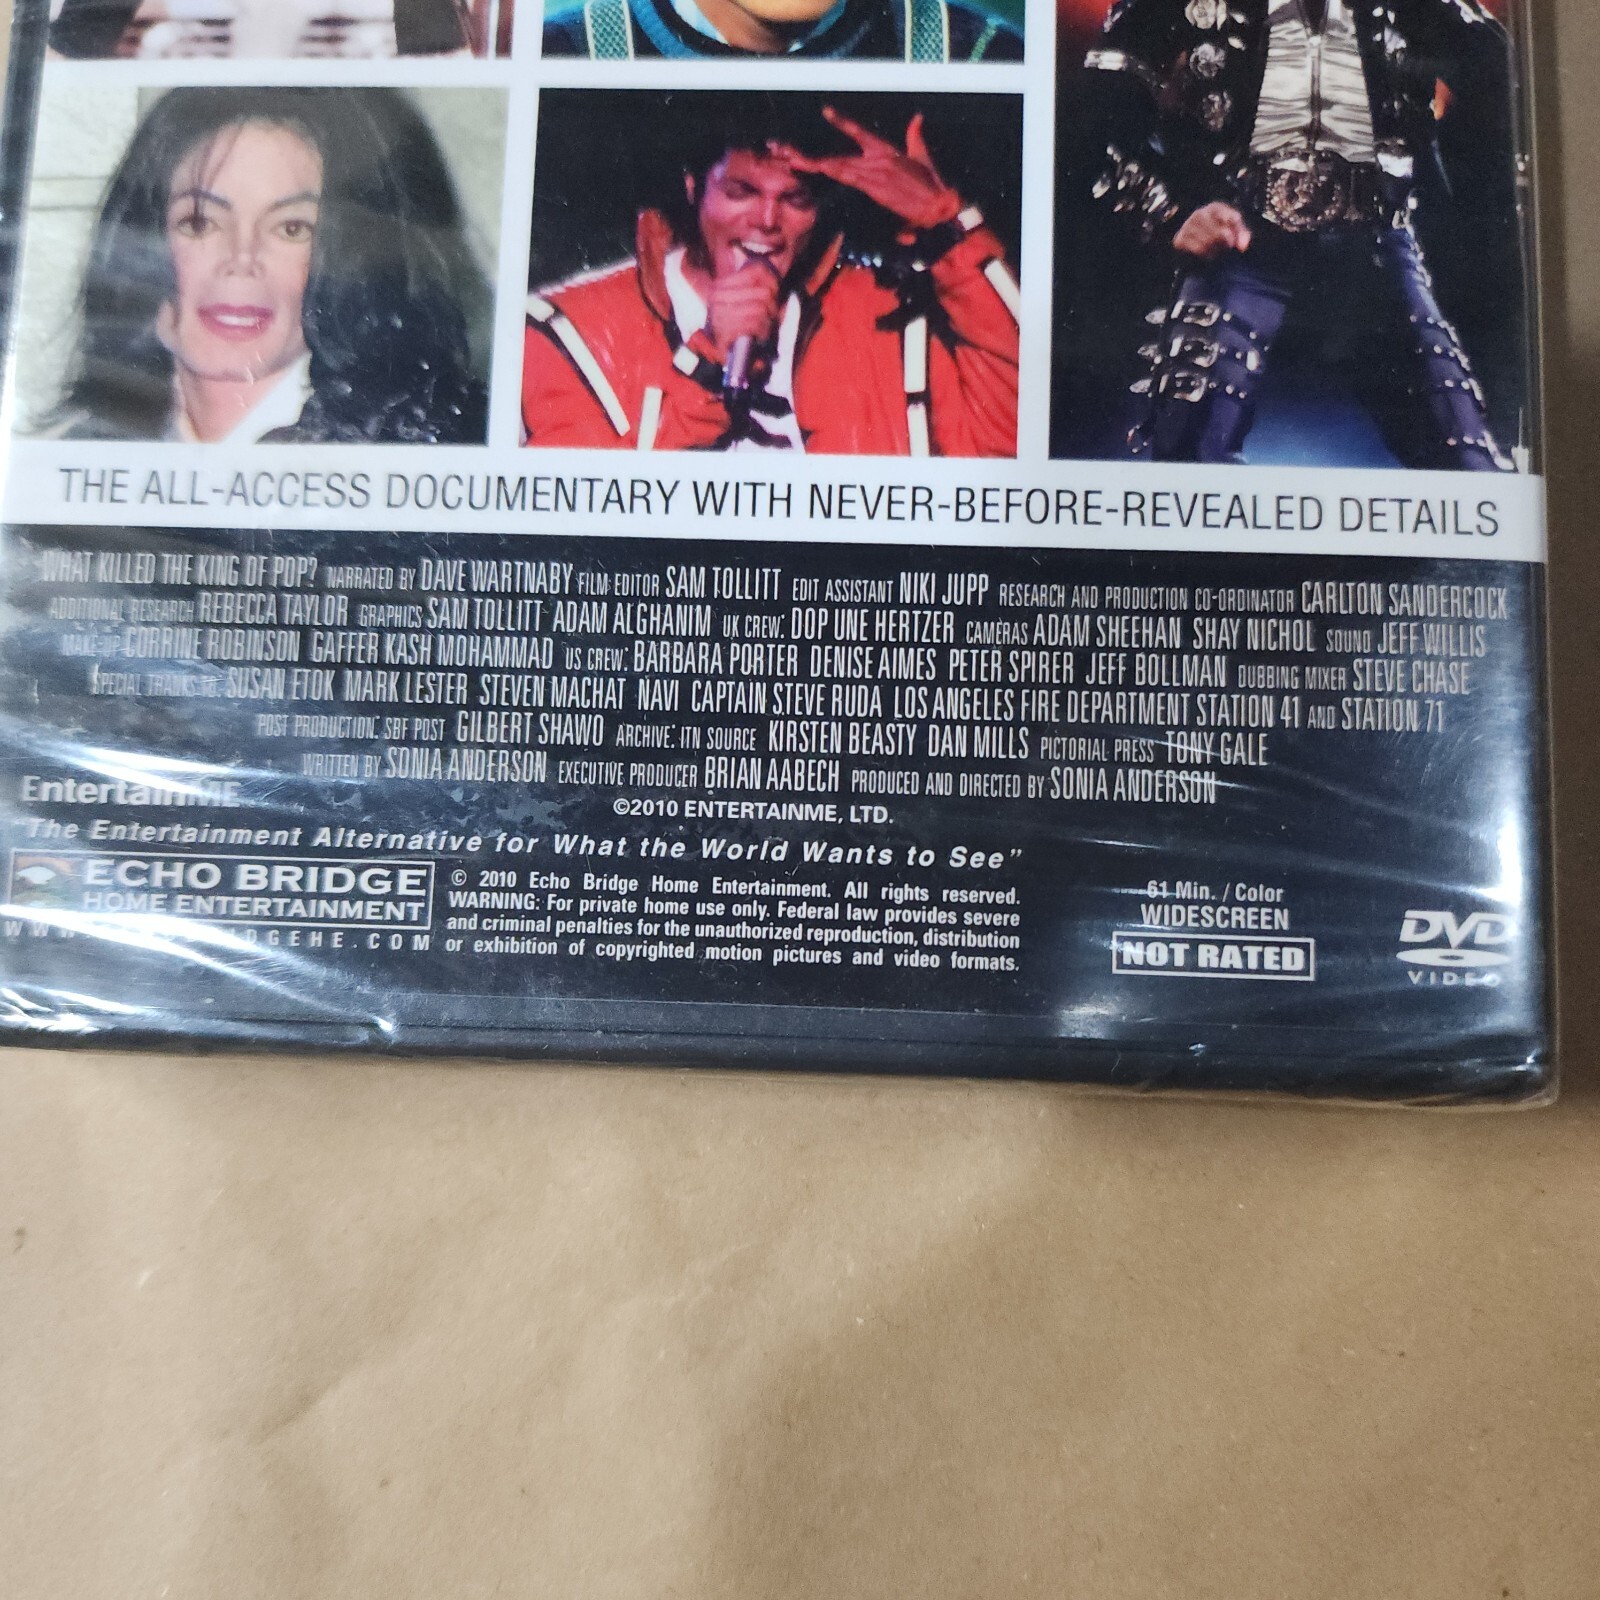 THE ALL-ACCESS DOCUMENTARY WITH NEVER-BEFORE-REVEALED DETAILS
WHAT KILLED THE KING OF POP? NARRATED BY DAVE WARTNABY FILM EDITOR SAM TOLLITT EDIT ASSISTANT NIKI JUPP RESEARCH AND PRODUCTION CO-ORDINATOR CARLTON SANDERCOCK
ADDITIONAL RESEARCH REBECCA TAYLOR GRAPHICS SAM TOLLITT ADAM ALGHANIM UK CREW: DOP UNE HERTZER CAMERAS ADAM SHEEHAN SHAY NICHOL SOUND JEFF WILLIS
MAKE-UP CORRINE ROBINSON GAFFER KASH MOHAMMAD US CREW: BARBARA PORTER DENISE AIMES PETER SPIRER JEFF BOLLMAN DUBBING MIXER STEVE CHASE
SPECIAL THANKS TO: SUSAN ETOK MARK LESTER STEVEN MACHAT NAVI CAPTAIN STEVE RUDA LOS ANGELES FIRE DEPARTMENT STATION 41 AND STATION 71
POST PRODUCTION: SBF POST GILBERT SHAWO ARCHIVE: ITN SOURCE KIRSTEN BEASTY DAN MILLS PICTORIAL PRESS TONY GALE
WRITTEN BY SONIA ANDERSON EXECUTIVE PRODUCER BRIAN AABECH PRODUCED AND DIRECTED BY SONIA ANDERSON
©2010 ENTERTAINME, LTD.
EntertainME
The Entertainment Alternative for What the World Wants to See"
ECHO BRIDGE
HOME ENTERTAINMENT
© 2010 Echo Bridge Home Entertainment. All rights reserved.
WARNING: For private home use only. Federal law provides severe
and criminal penalties for the unauthorized reproduction, distribution
or exhibition of copyrighted motion pictures and video formats.
61 Min. / Color
WIDESCREEN
NOT RATED
DVD
VIDEO